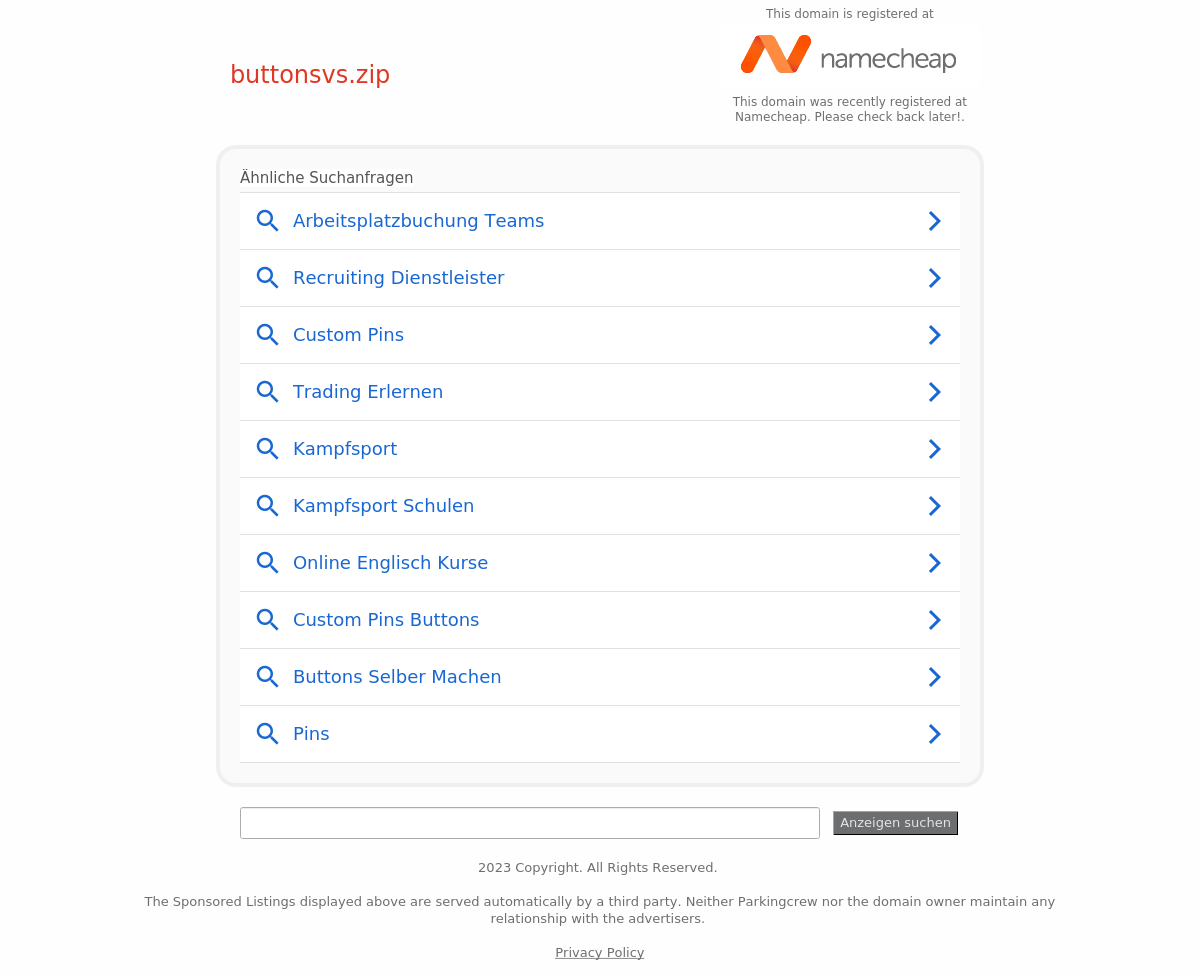 This domain is registered at
namecheap
buttonsvs.zip
This domain was recently registered at
Namecheap. Please check back later!.
Ähnliche Suchanfragen
Arbeitsplatzbuchung Teams
Recruiting Dienstleister
Custom Pins
Trading Erlernen
Kampfsport
Kampfsport Schulen
Online Englisch Kurse
Custom Pins Buttons
Buttons Selber Machen
Pins
Anzeigen suchen
2023 Copyright. All Rights Reserved.
The Sponsored Listings displayed above are served automatically by a third party. Neither Parkingcrew nor the domain owner maintain any
relationship with the advertisers.
Privacy Policy